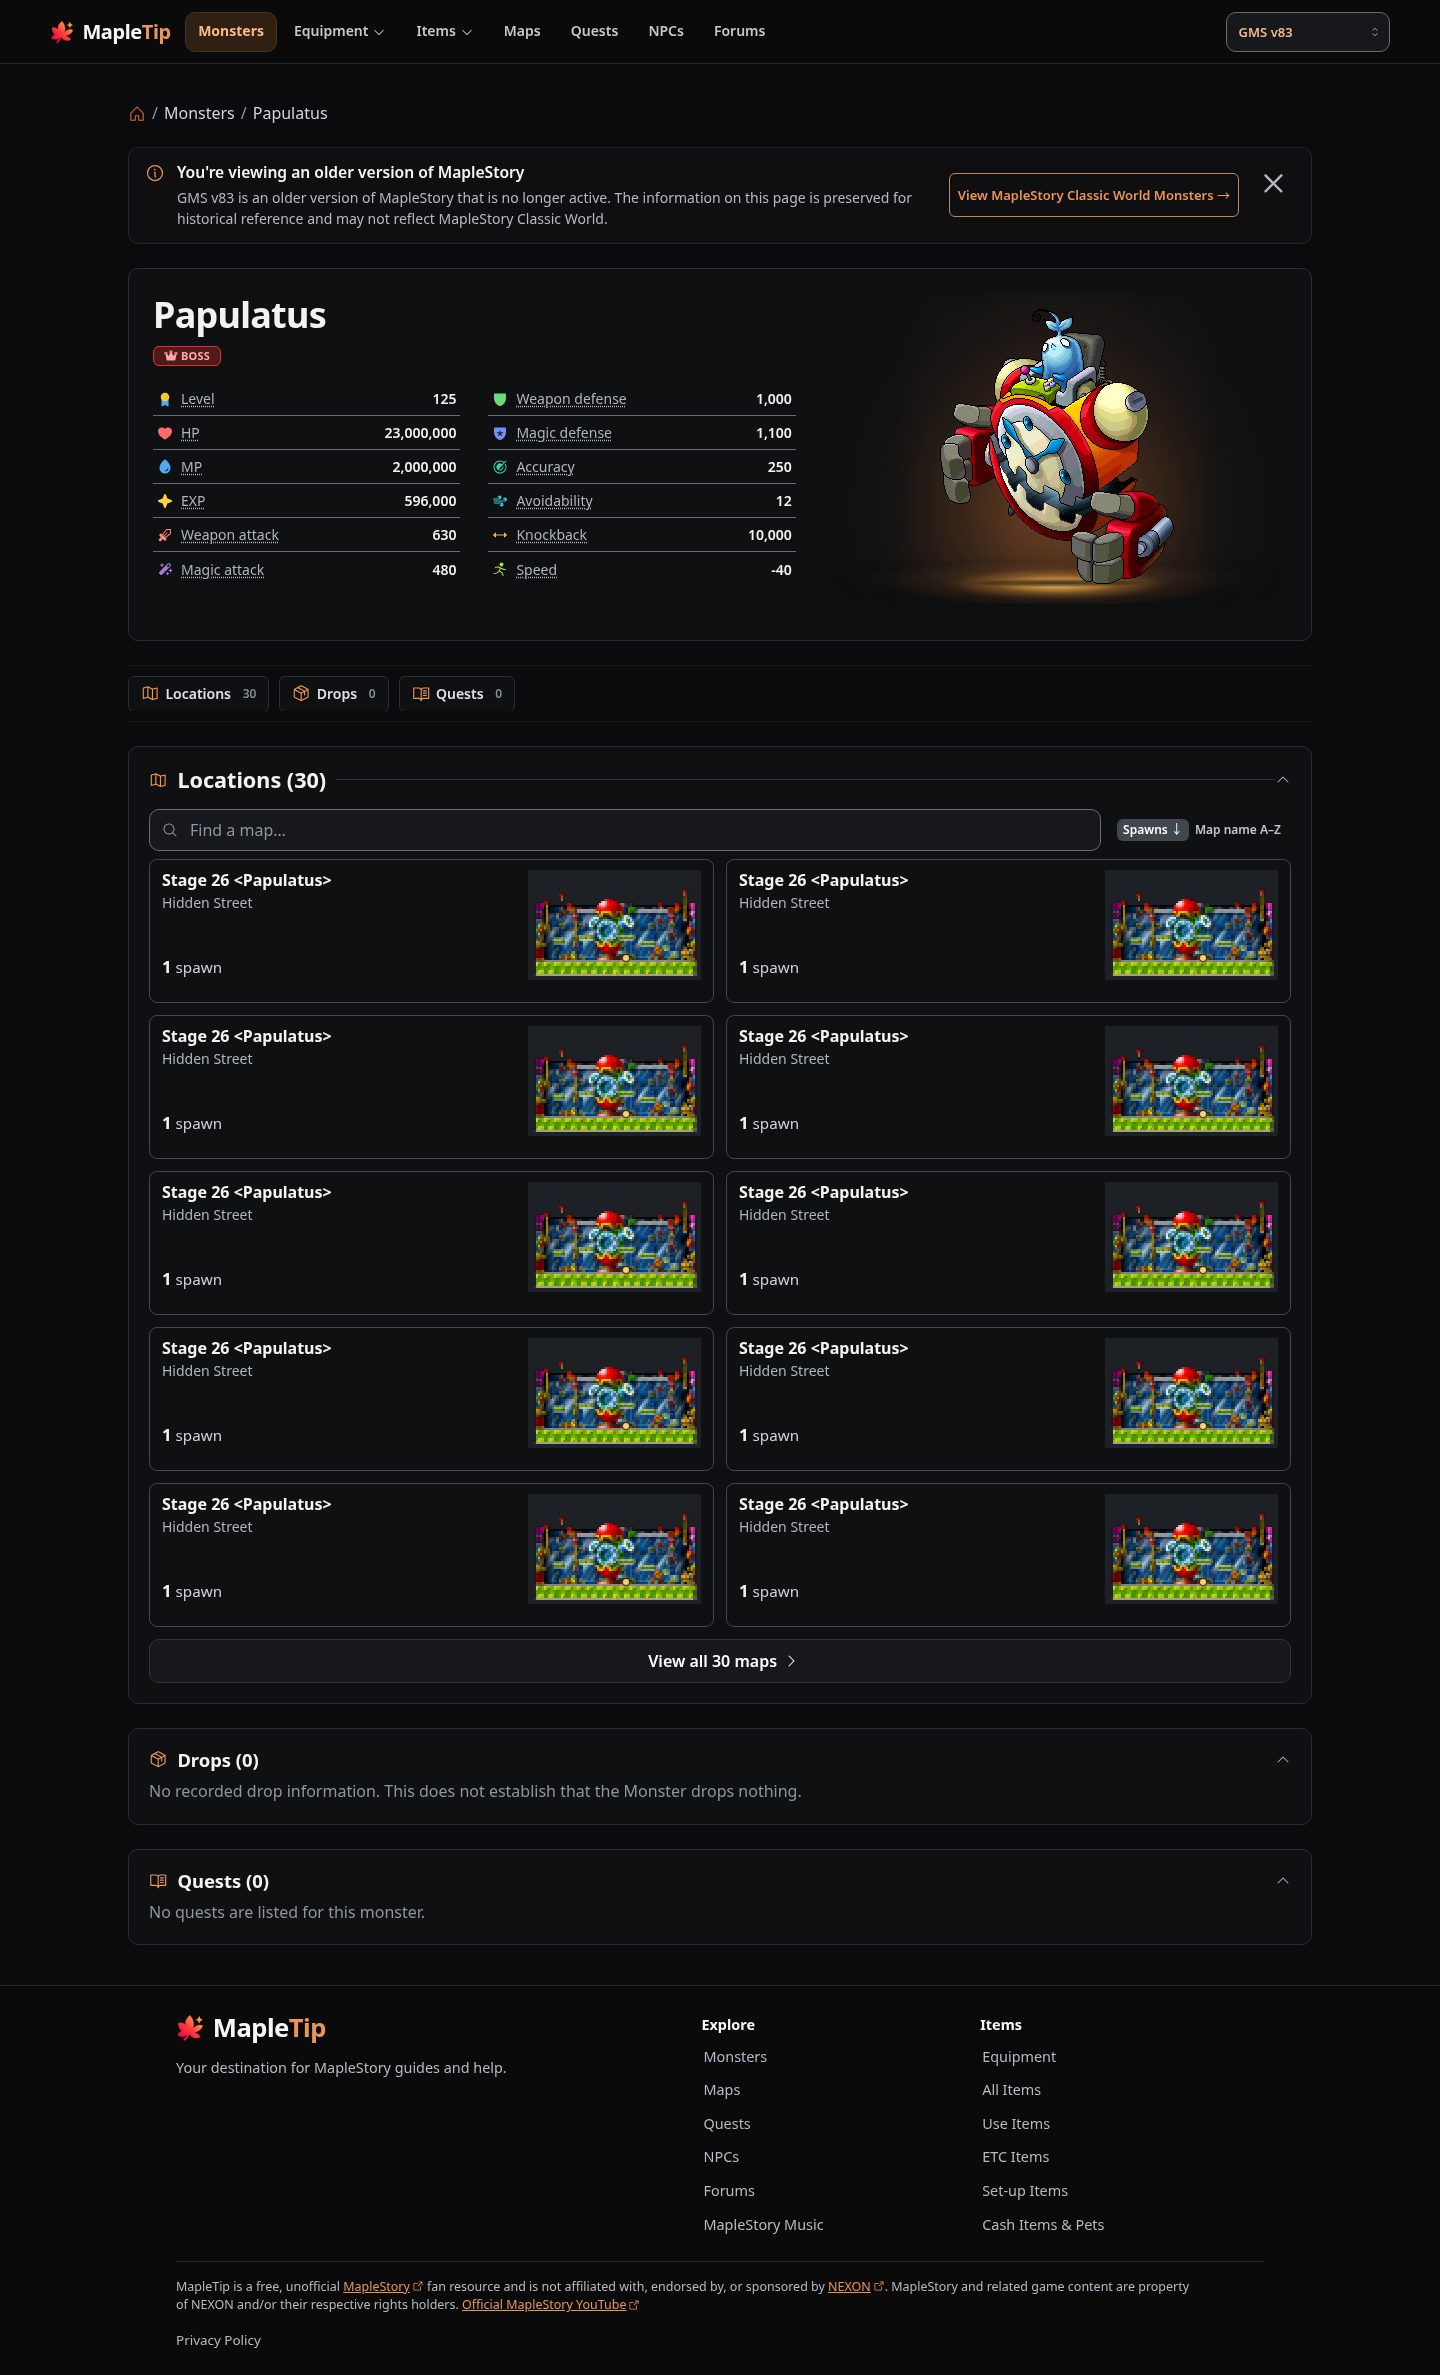 MapleTip Monsters Equipment Items Maps Quests NPCs Forums GMS v83
/ Monsters / Papulatus
You're viewing an older version of MapleStory
GMS v83 is an older version of MapleStory that is no longer active. The information on this page is preserved for
historical reference and may not reflect MapleStory Classic World.
View MapleStory Classic World Monsters →
Papulatus
BOSS
Level 125
HP 23,000,000
MP 2,000,000
EXP 596,000
Weapon attack 630
Magic attack 480
Weapon defense 1,000
Magic defense 1,100
Accuracy 250
Avoidability 12
Knockback 10,000
Speed -40
Locations 30 Drops 0 Quests 0
Locations (30)
Find a map... Spawns ↓ Map name A–Z
Stage 26 <Papulatus>
Hidden Street
1 spawn
Stage 26 <Papulatus>
Hidden Street
1 spawn
Stage 26 <Papulatus>
Hidden Street
1 spawn
Stage 26 <Papulatus>
Hidden Street
1 spawn
Stage 26 <Papulatus>
Hidden Street
1 spawn
Stage 26 <Papulatus>
Hidden Street
1 spawn
Stage 26 <Papulatus>
Hidden Street
1 spawn
Stage 26 <Papulatus>
Hidden Street
1 spawn
Stage 26 <Papulatus>
Hidden Street
1 spawn
Stage 26 <Papulatus>
Hidden Street
1 spawn
View all 30 maps
Drops (0)
No recorded drop information. This does not establish that the Monster drops nothing.
Quests (0)
No quests are listed for this monster.
MapleTip
Your destination for MapleStory guides and help.
Explore
Monsters
Maps
Quests
NPCs
Forums
MapleStory Music
Items
Equipment
All Items
Use Items
ETC Items
Set-up Items
Cash Items & Pets
MapleTip is a free, unofficial MapleStory fan resource and is not affiliated with, endorsed by, or sponsored by NEXON. MapleStory and related game content are property
of NEXON and/or their respective rights holders. Official MapleStory YouTube
Privacy Policy